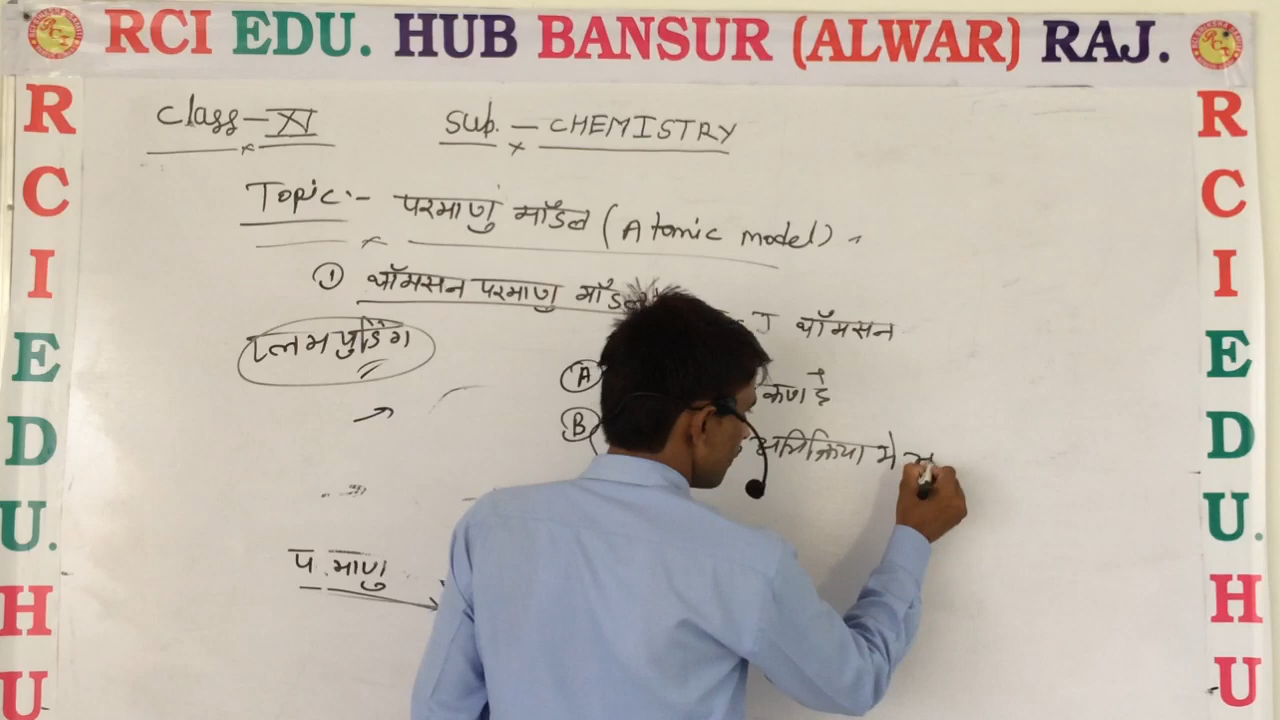 RCI EDU. HUB BANSUR (ALWAR) RAJ.
R C I E D U. H U
Class - XI
Sub. - CHEMISTRY
Topic :- परमाणु मॉडल (Atomic model)
① थॉमसन परमाणु मॉडल
J थॉमसन
प्लम पुडिंग
A
कण है
B
अभिक्रिया मे
प. माणु
R C I E D U. H U